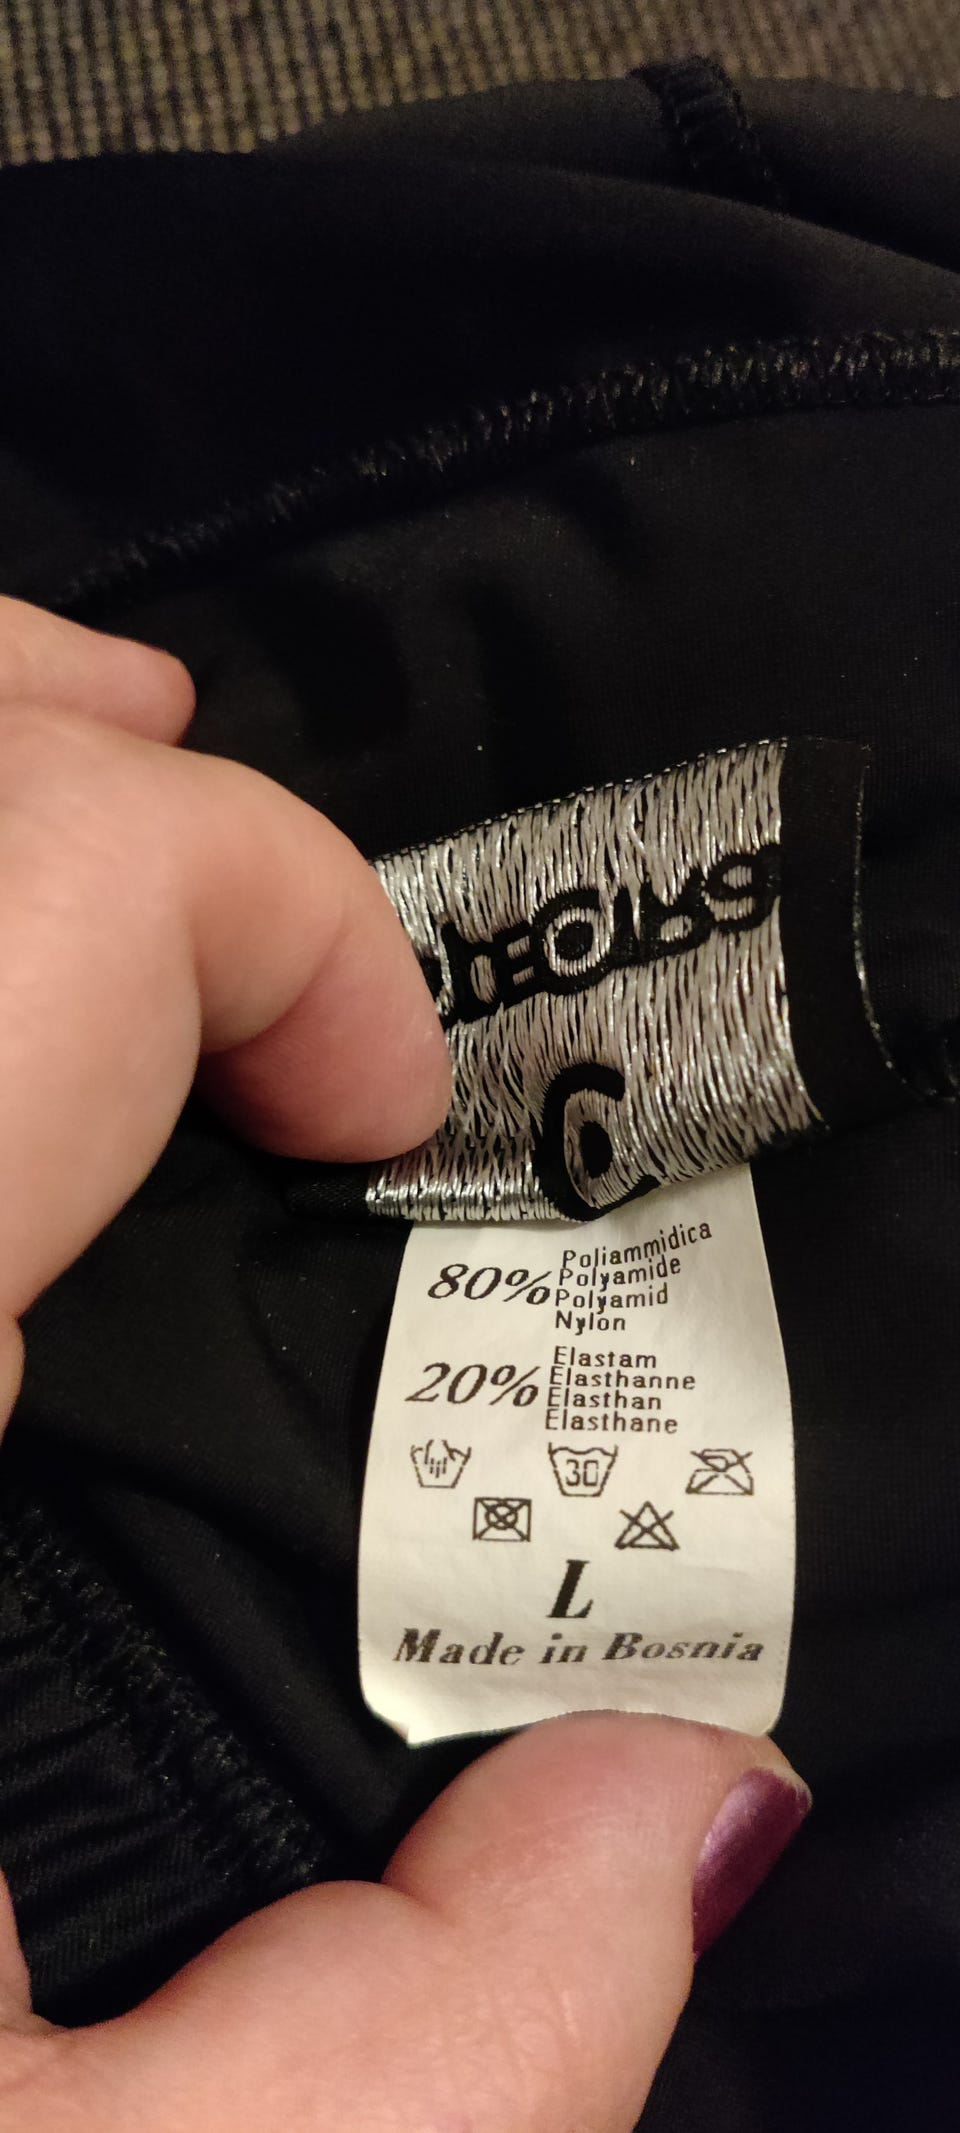 80%
Poliammidica
Polyamide
Polyamid
Nylon
20%
Elastam
Elasthanne
Elasthan
Elasthane
30
L
Made in Bosnia